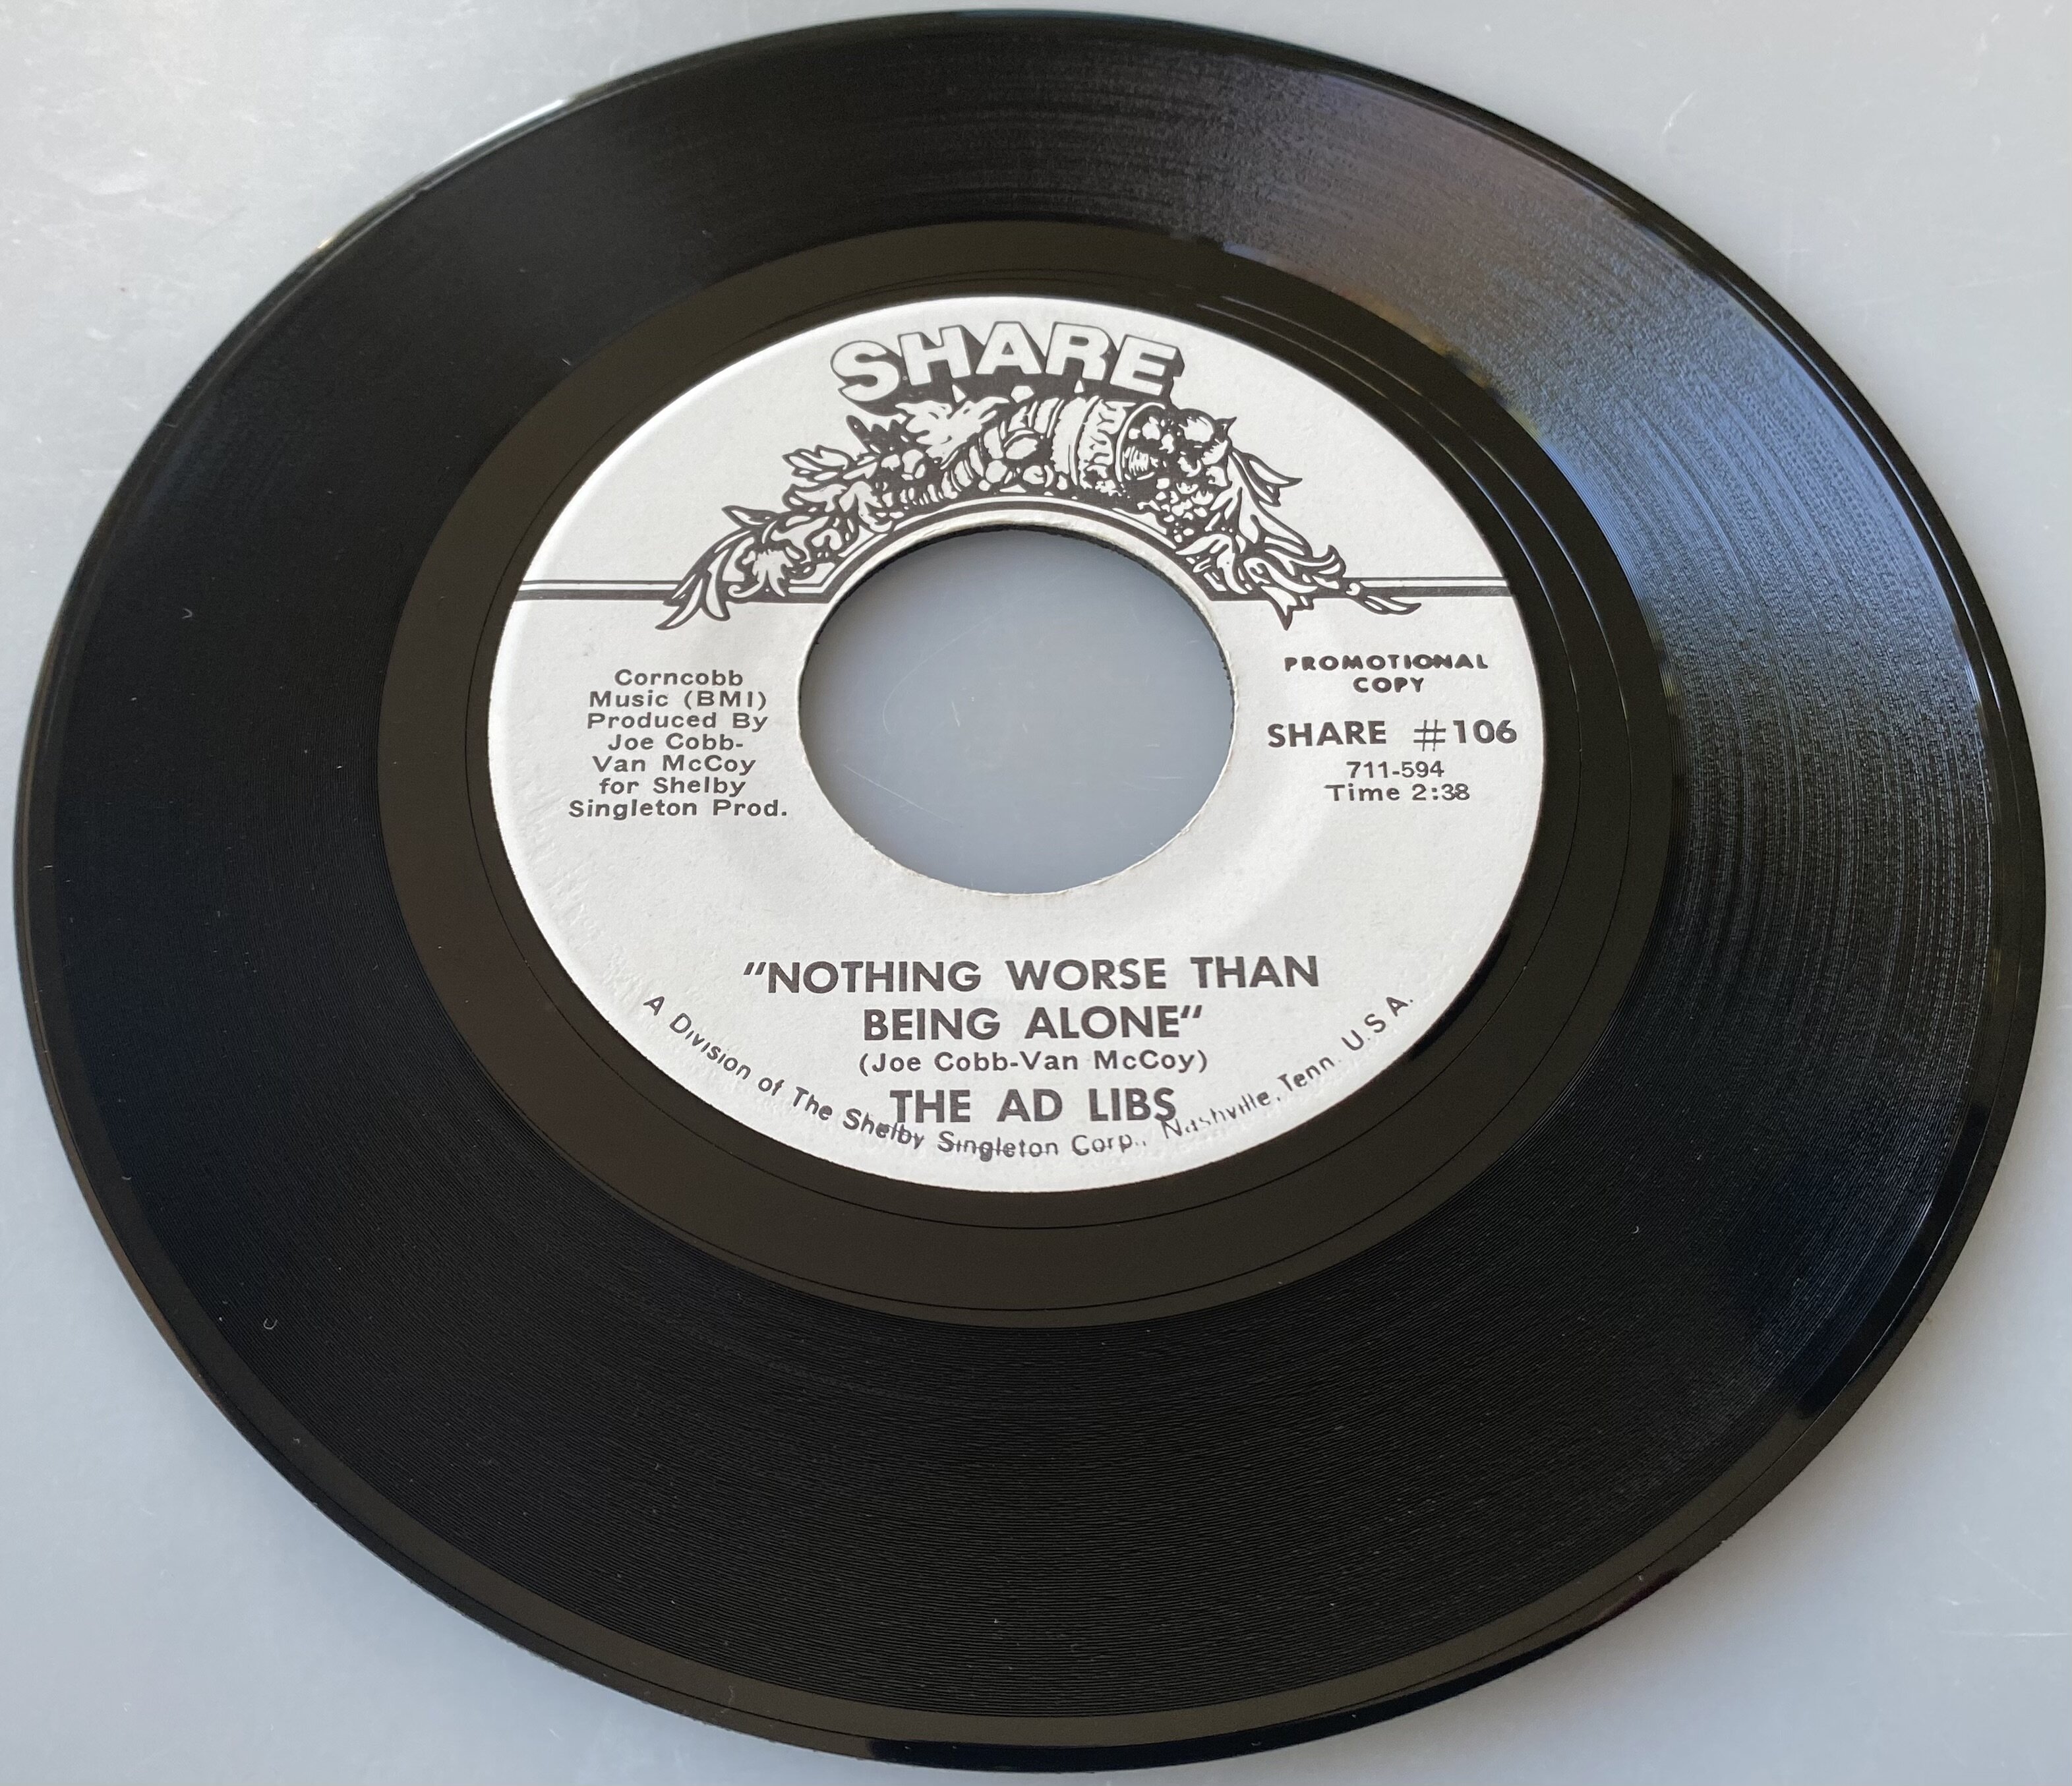 SHARE
Corncobb
Music (BMI)
Produced By
Joe Cobb-
Van McCoy
for Shelby
Singleton Prod.
PROMOTIONAL
COPY
SHARE #106
711-594
Time 2:38
"NOTHING WORSE THAN
BEING ALONE"
(Joe Cobb-Van McCoy)
THE AD LIBS
A Division of The Shelby Singleton Corp., Nashville, Tenn. U.S.A.